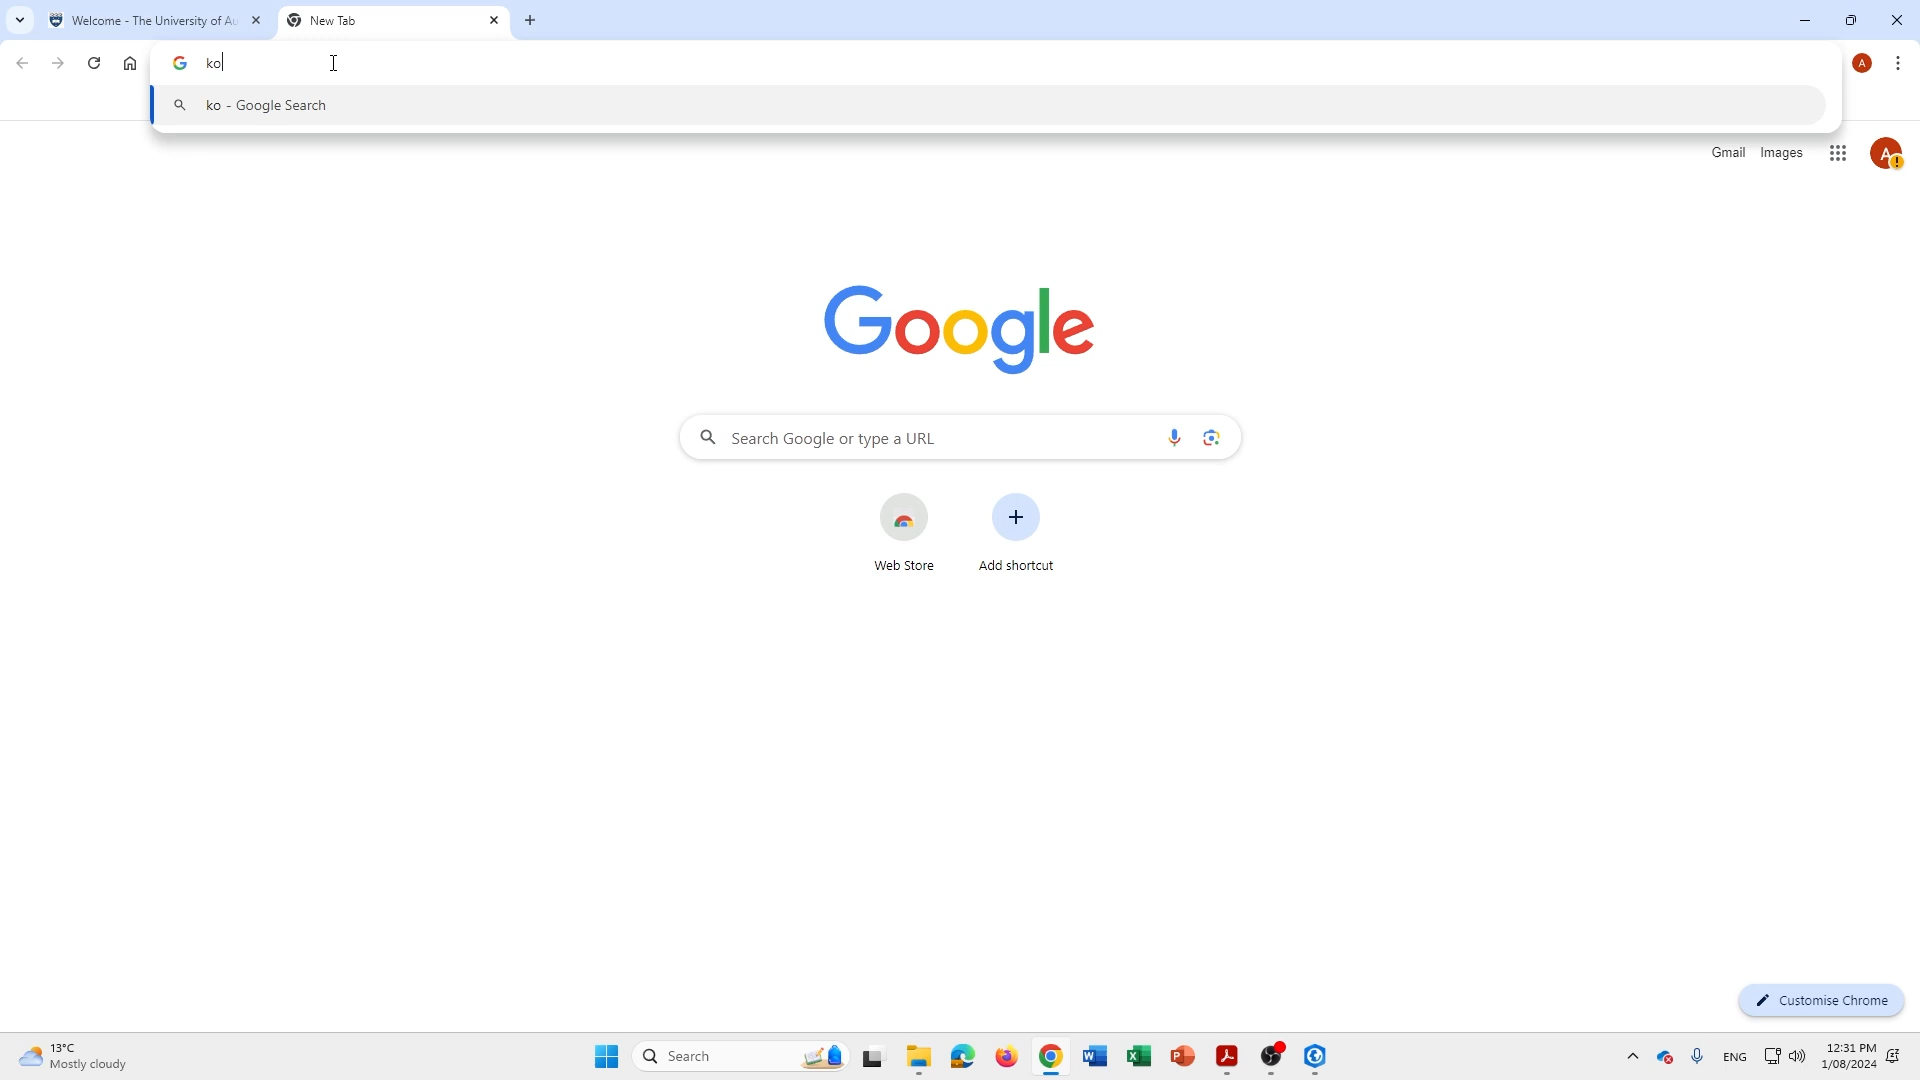 Welcome - The University of Au
New Tab
ko
A
ko - Google Search
Gmail Images
A
Google
Search Google or type a URL
Web Store
Add shortcut
Customise Chrome
13°C
Mostly cloudy
Search
ENG
12:31 PM
1/08/2024